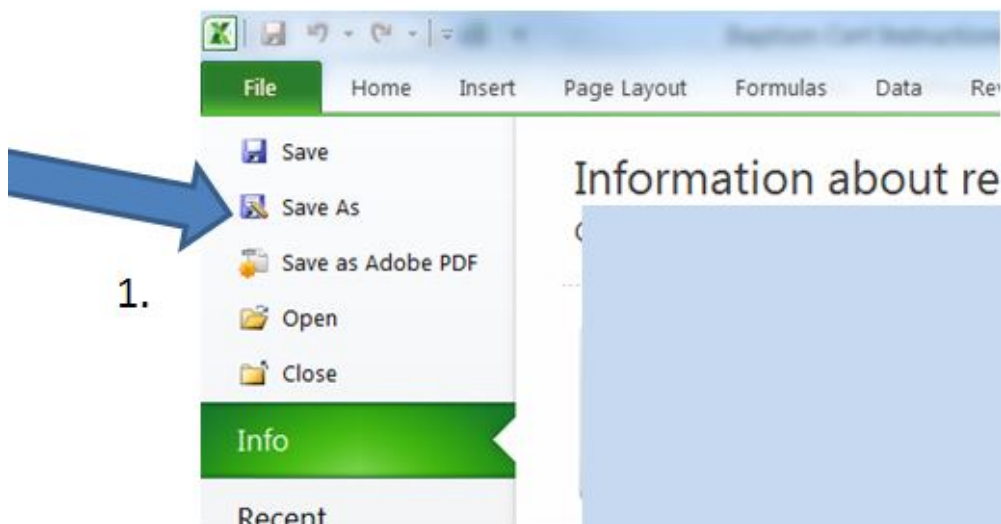 File Home Insert Page Layout Formulas Data Re
Save
Save As
Save as Adobe PDF
Open
Close
Info
Recent
Information about re
1.